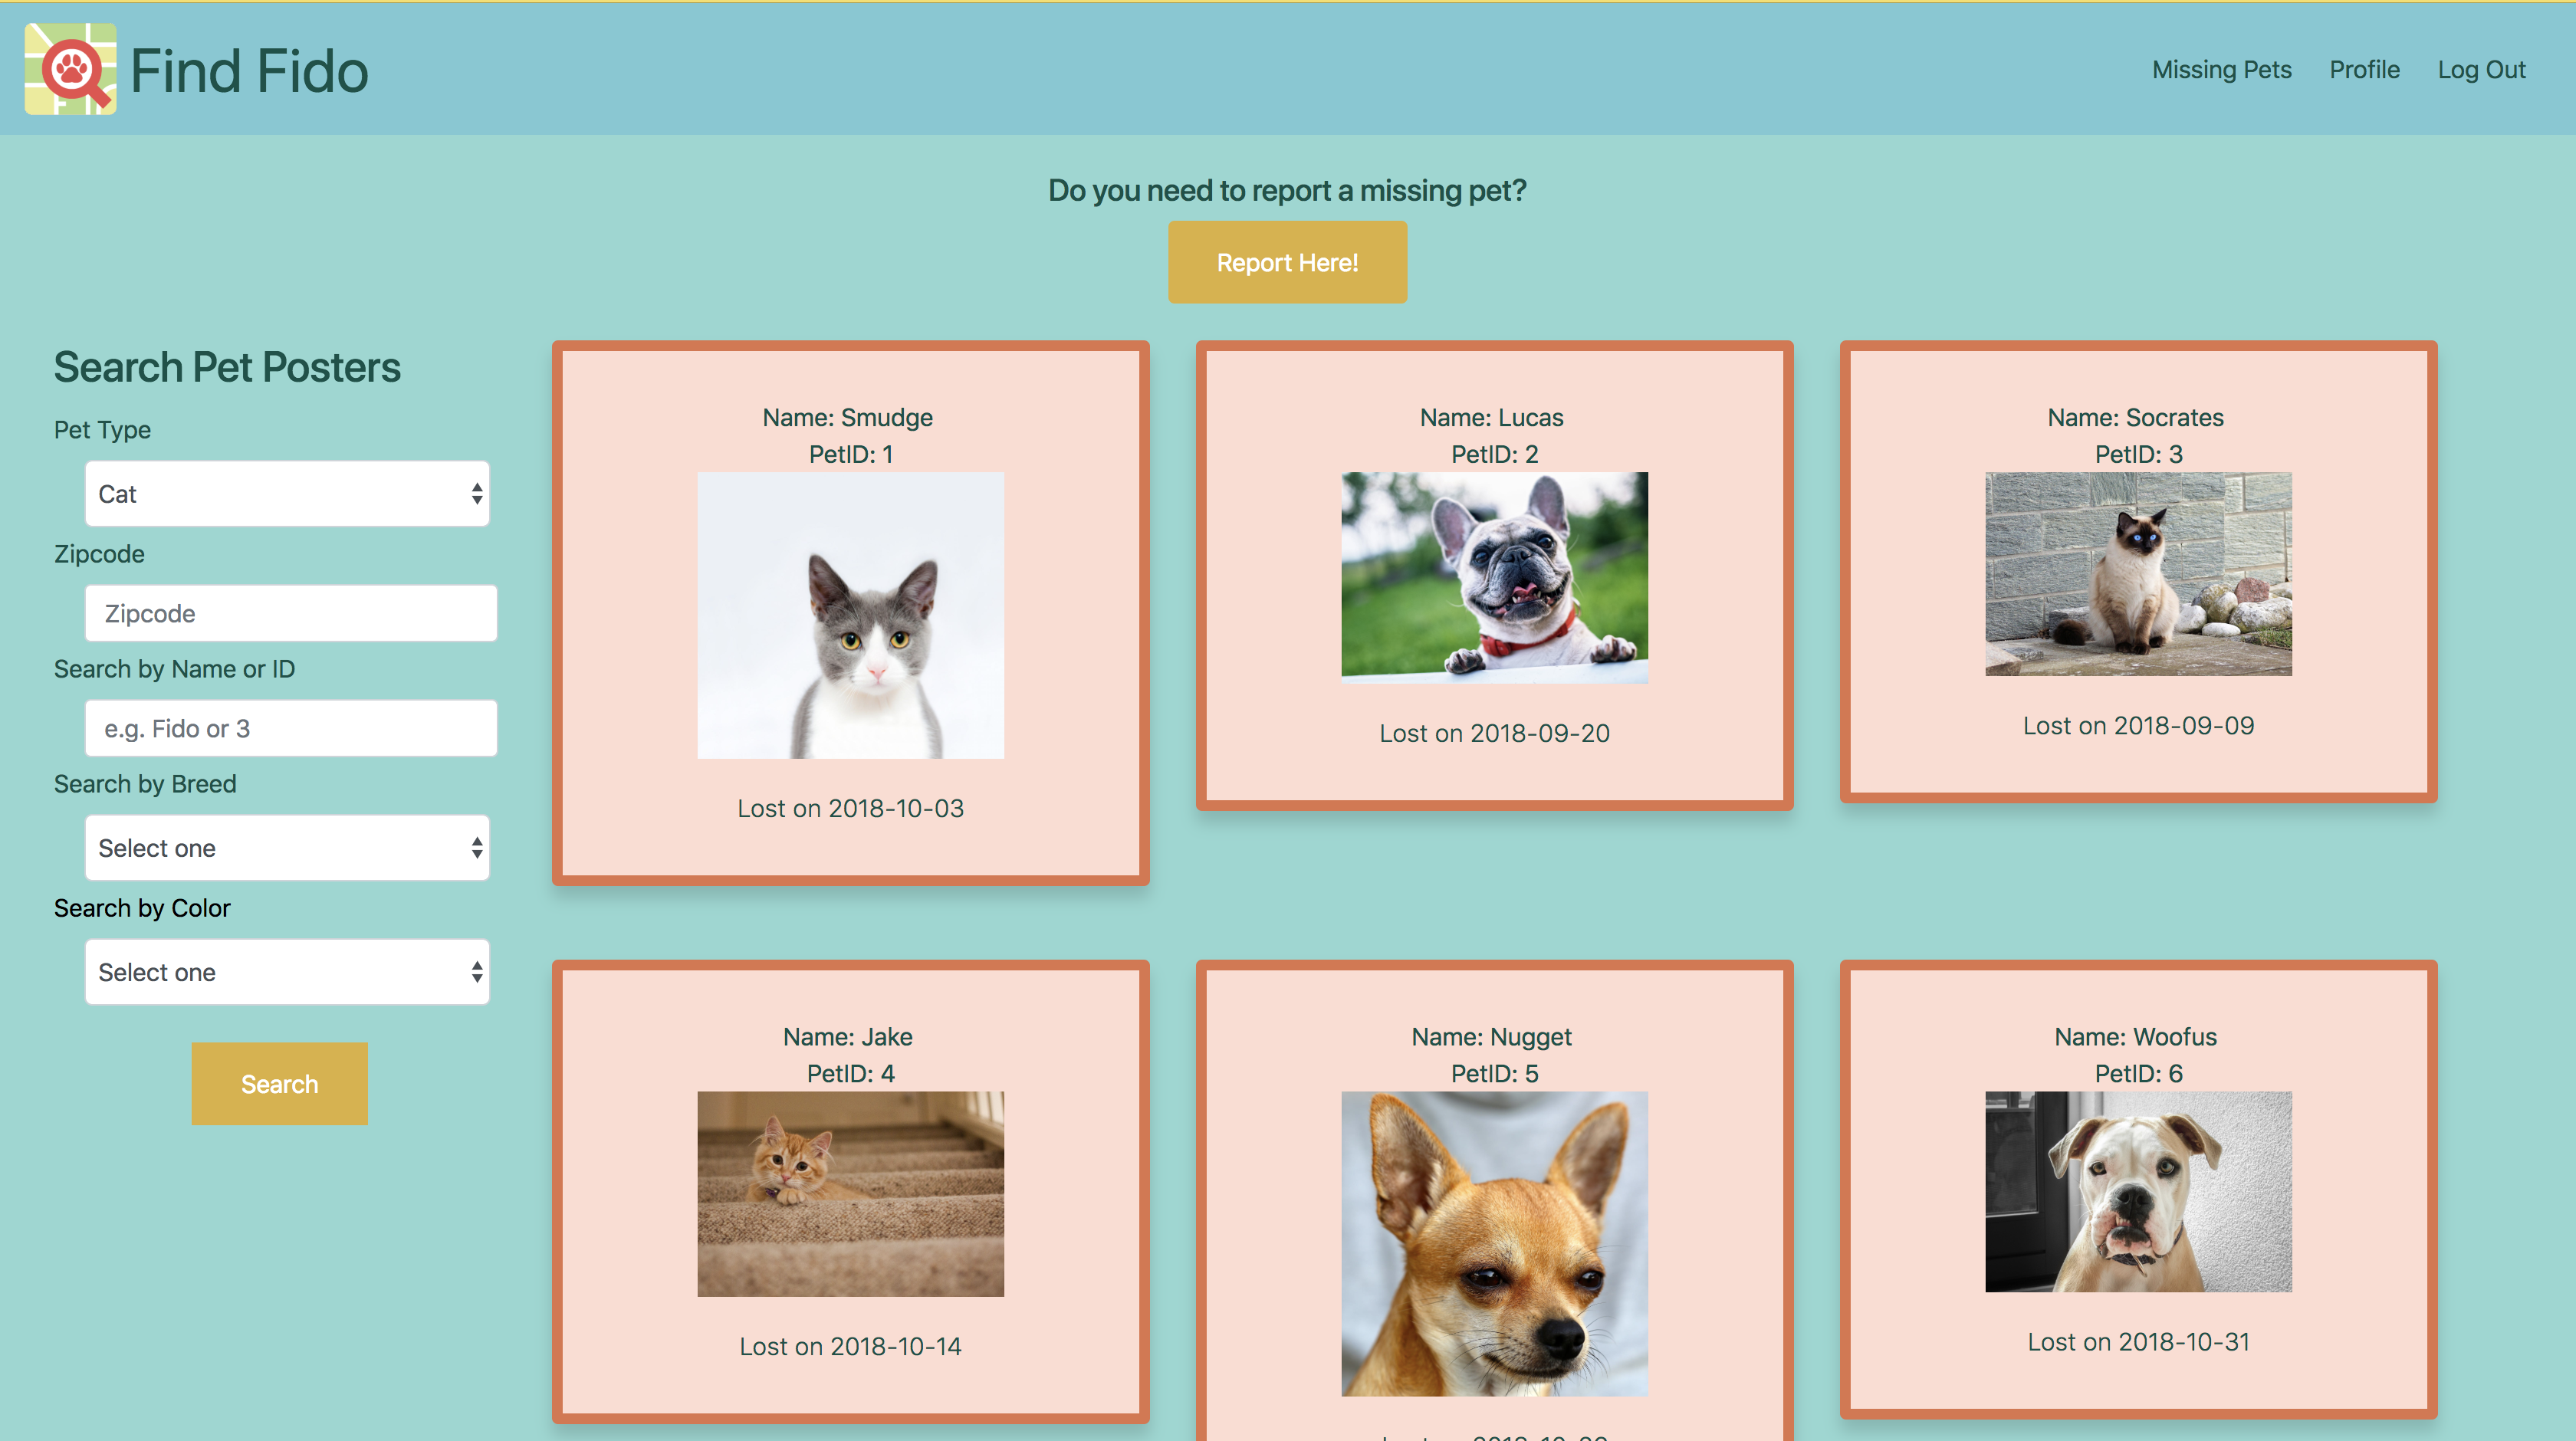 Find Fido
Missing Pets
Profile
Log Out
Do you need to report a missing pet?
Report Here!
Search Pet Posters
Pet Type
Cat
Zipcode
Zipcode
Search by Name or ID
e.g. Fido or 3
Search by Breed
Select one
Search by Color
Select one
Search
Name: Smudge
PetID: 1
Lost on 2018-10-03
Name: Lucas
PetID: 2
Lost on 2018-09-20
Name: Socrates
PetID: 3
Lost on 2018-09-09
Name: Jake
PetID: 4
Lost on 2018-10-14
Name: Nugget
PetID: 5
Name: Woofus
PetID: 6
Lost on 2018-10-31